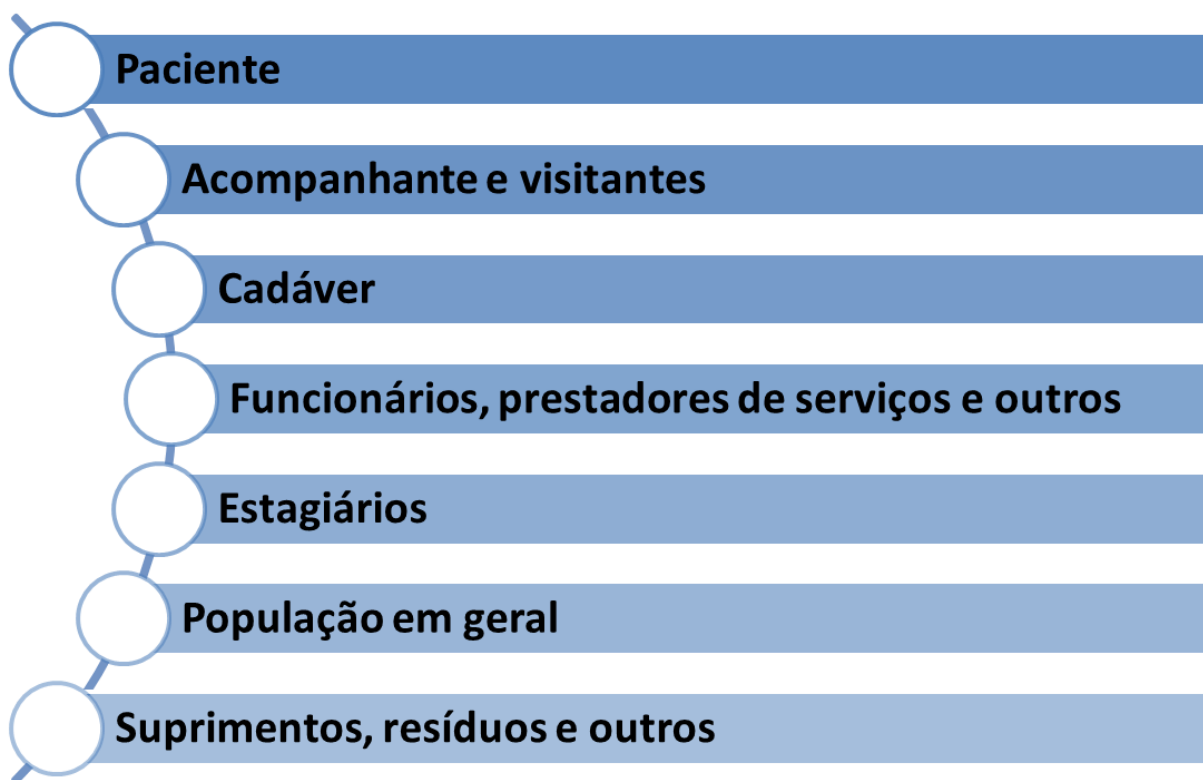 Paciente
Acompanhante e visitantes
Cadáver
Funcionários, prestadores de serviços e outros
Estagiários
População em geral
Suprimentos, resíduos e outros